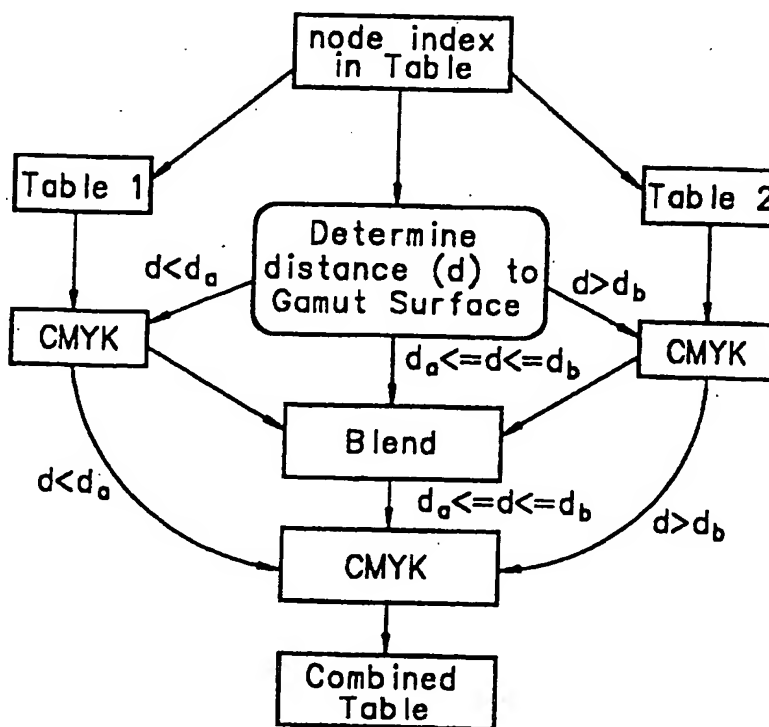 node index
in Table
Table 1
Table 2
Determine
distance (d) to
Gamut Surface
d<d_a
d>d_b
CMYK
CMYK
d_a<=d<=d_b
Blend
d<d_a
d_a<=d<=d_b
d>d_b
CMYK
Combined
Table